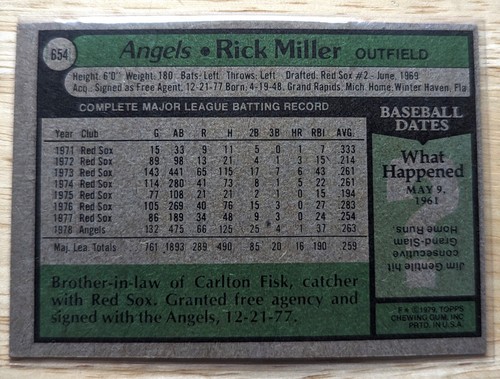 654
Angels • Rick Miller OUTFIELD
Height: 6'0" Weight: 180 Bats: Left. Throws: Left Drafted: Red Sox #2 - June, 1969
Acq: Signed as Free Agent, 12-21-77 Born: 4-19-48, Grand Rapids, Mich. Home: Winter Haven, Fla
COMPLETE MAJOR LEAGUE BATTING RECORD
Year Club G AB R H 2B 3B HR RBI AVG.
1971 Red Sox 15 33 9 11 5 0 1 7 .333
1972 Red Sox 89 98 13 21 4 1 3 15 .214
1973 Red Sox 143 441 65 115 17 7 6 43 .261
1974 Red Sox 114 280 41 73 8 1 5 22 .261
1975 Red Sox 77 108 21 21 2 1 0 15 .194
1976 Red Sox 105 269 40 76 15 3 0 27 .283
1977 Red Sox 86 189 34 48 9 3 0 24 .254
1978 Angels 132 475 66 125 25 4 1 37 .263
Maj. Lea. Totals 761 1893 289 490 85 20 16 190 .259
Brother-in-law of Carlton Fisk, catcher
with Red Sox. Granted free agency and
signed with the Angels, 12-21-77.
BASEBALL
DATES
What
Happened
MAY 9,
1961
?
Jim Gentile hit
consecutive
Grand-Slam
Home Runs.
© 1979, TOPPS
CHEWING GUM, INC
PRTD. IN U.S.A.